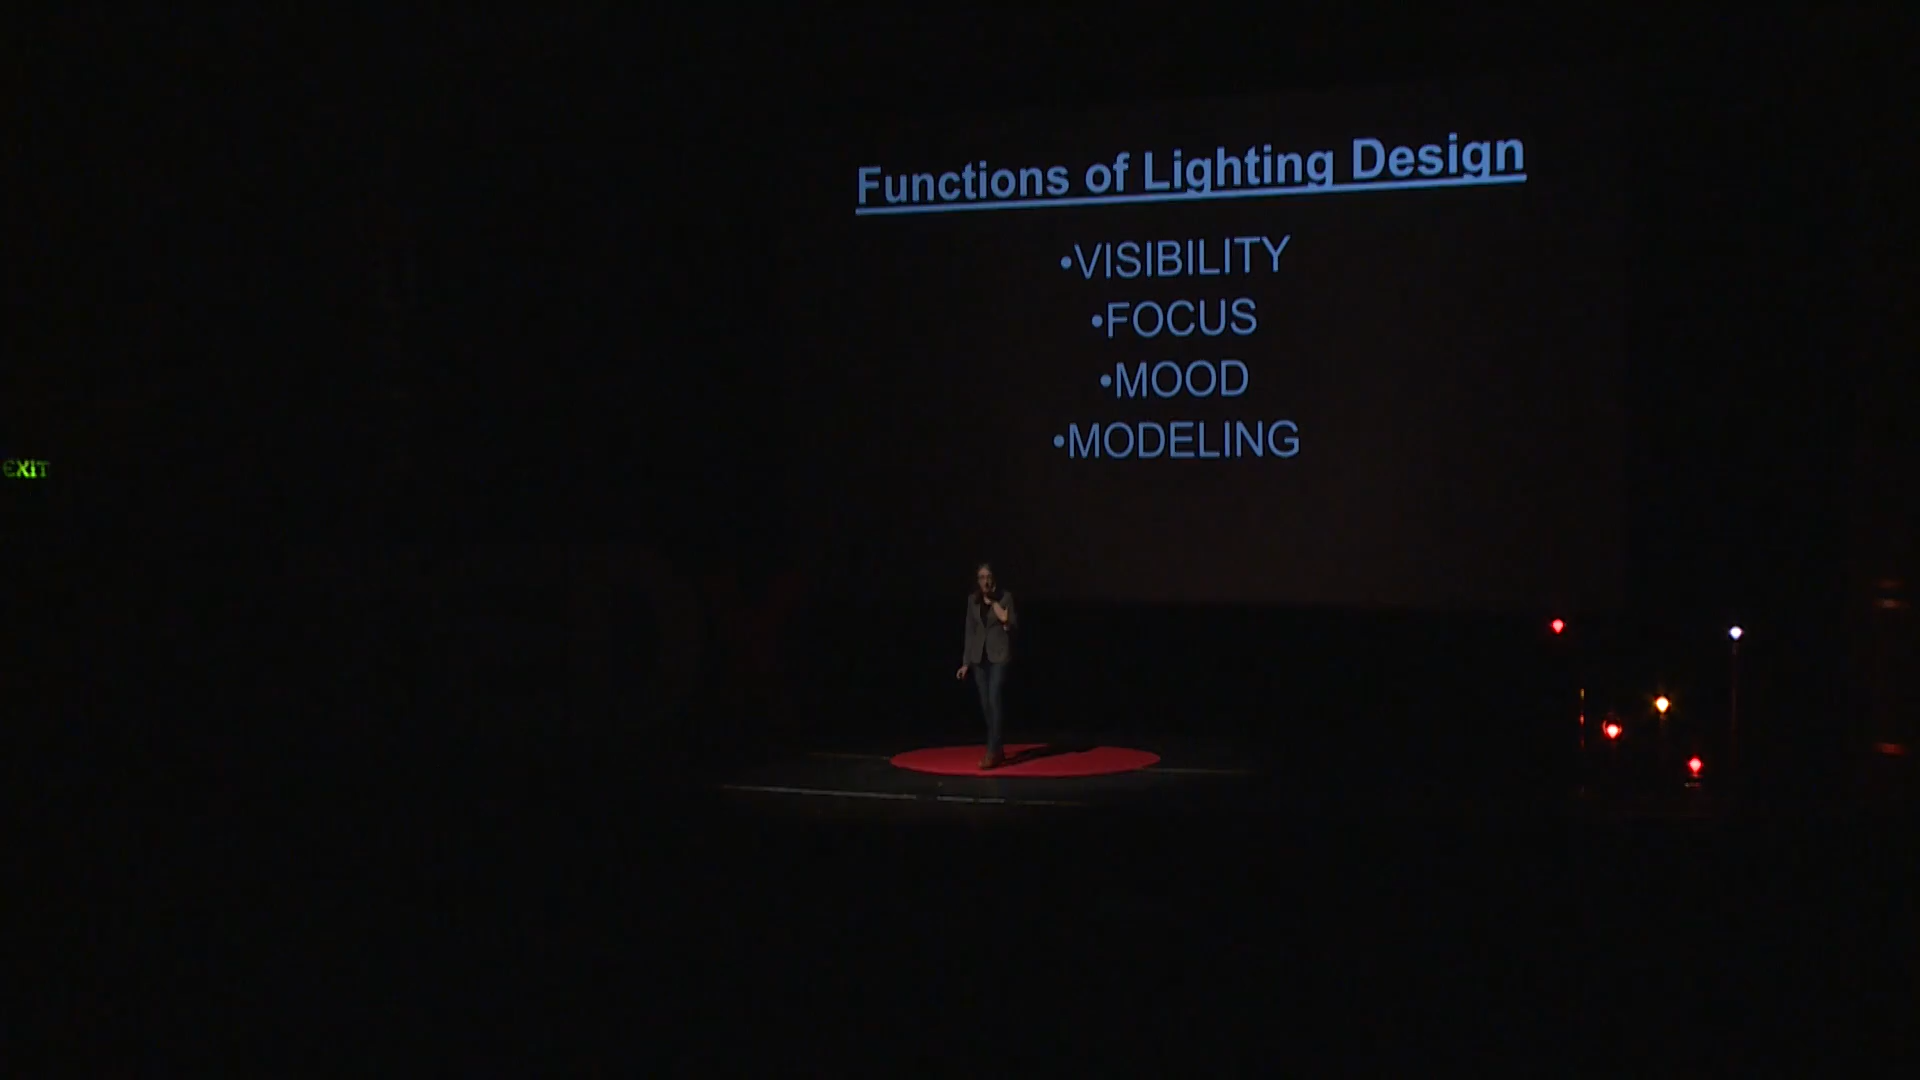 Functions of Lighting Design
•VISIBILITY
•FOCUS
•MOOD
•MODELING
EXIT